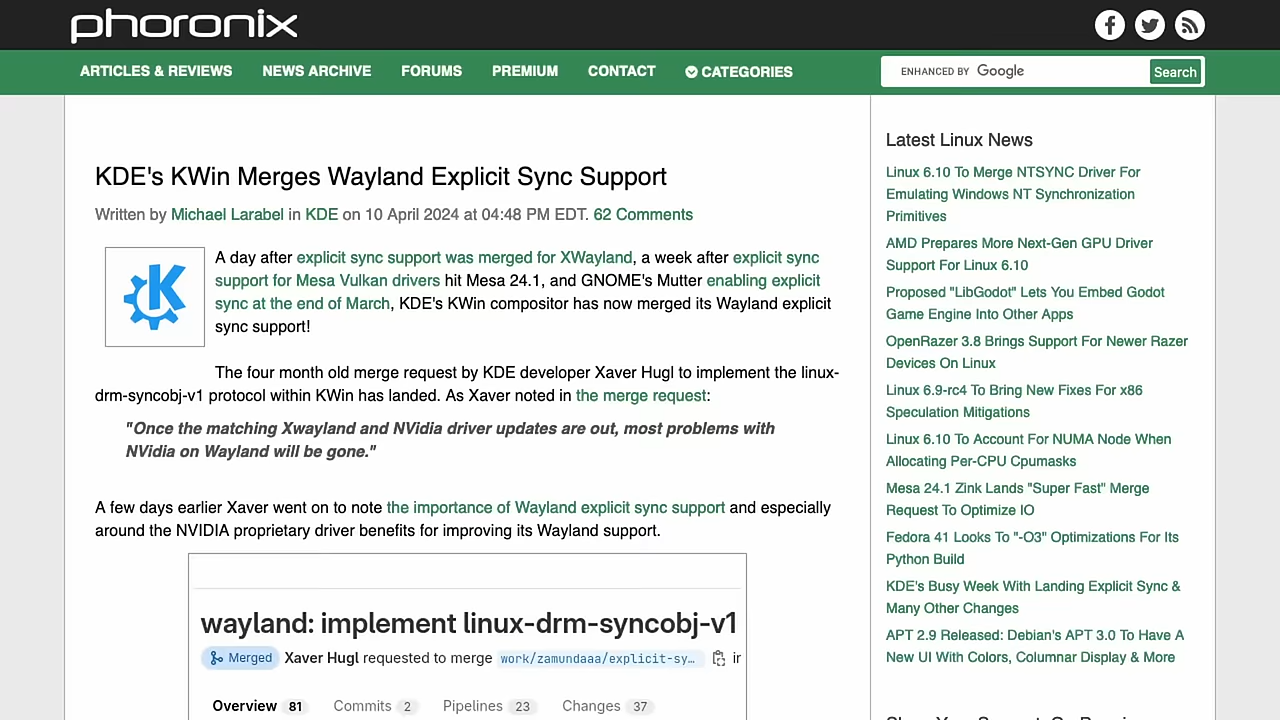 phoronix
ARTICLES & REVIEWS NEWS ARCHIVE FORUMS PREMIUM CONTACT CATEGORIES
ENHANCED BY Google Search
KDE's KWin Merges Wayland Explicit Sync Support
Written by Michael Larabel in KDE on 10 April 2024 at 04:48 PM EDT. 62 Comments
A day after explicit sync support was merged for XWayland, a week after explicit sync
support for Mesa Vulkan drivers hit Mesa 24.1, and GNOME's Mutter enabling explicit
sync at the end of March, KDE's KWin compositor has now merged its Wayland explicit
sync support!
The four month old merge request by KDE developer Xaver Hugl to implement the linux-
drm-syncobj-v1 protocol within KWin has landed. As Xaver noted in the merge request:
"Once the matching Xwayland and NVidia driver updates are out, most problems with
NVidia on Wayland will be gone."
A few days earlier Xaver went on to note the importance of Wayland explicit sync support and especially
around the NVIDIA proprietary driver benefits for improving its Wayland support.
wayland: implement linux-drm-syncobj-v1
Merged Xaver Hugl requested to merge work/zamundaaa/explicit-sy… ir
Overview 81 Commits 2 Pipelines 23 Changes 37
Latest Linux News
Linux 6.10 To Merge NTSYNC Driver For
Emulating Windows NT Synchronization
Primitives
AMD Prepares More Next-Gen GPU Driver
Support For Linux 6.10
Proposed "LibGodot" Lets You Embed Godot
Game Engine Into Other Apps
OpenRazer 3.8 Brings Support For Newer Razer
Devices On Linux
Linux 6.9-rc4 To Bring New Fixes For x86
Speculation Mitigations
Linux 6.10 To Account For NUMA Node When
Allocating Per-CPU Cpumasks
Mesa 24.1 Zink Lands "Super Fast" Merge
Request To Optimize IO
Fedora 41 Looks To "-O3" Optimizations For Its
Python Build
KDE's Busy Week With Landing Explicit Sync &
Many Other Changes
APT 2.9 Released: Debian's APT 3.0 To Have A
New UI With Colors, Columnar Display & More